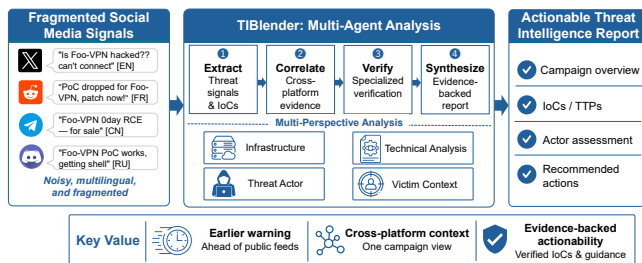 Fragmented Social
Media Signals
"Is Foo-VPN hacked??
can't connect" [EN]
"PoC dropped for Foo-
VPN, patch now!" [FR]
"Foo-VPN 0day RCE
— for sale" [CN]
"Foo-VPN PoC works,
getting shell" [RU]
Noisy, multilingual,
and fragmented
TIBlender: Multi-Agent Analysis
1
Extract
Threat
signals
& IoCs
2
Correlate
Cross-
platform
evidence
3
Verify
Specialized
verification
4
Synthesize
Evidence-
backed
report
Multi-Perspective Analysis
Infrastructure
Technical Analysis
Threat Actor
Victim Context
Actionable Threat
Intelligence Report
Campaign overview
IoCs / TTPs
Actor assessment
Recommended
actions
Key Value
Earlier warning
Ahead of public feeds
Cross-platform context
One campaign view
Evidence-backed
actionability
Verified IoCs & guidance